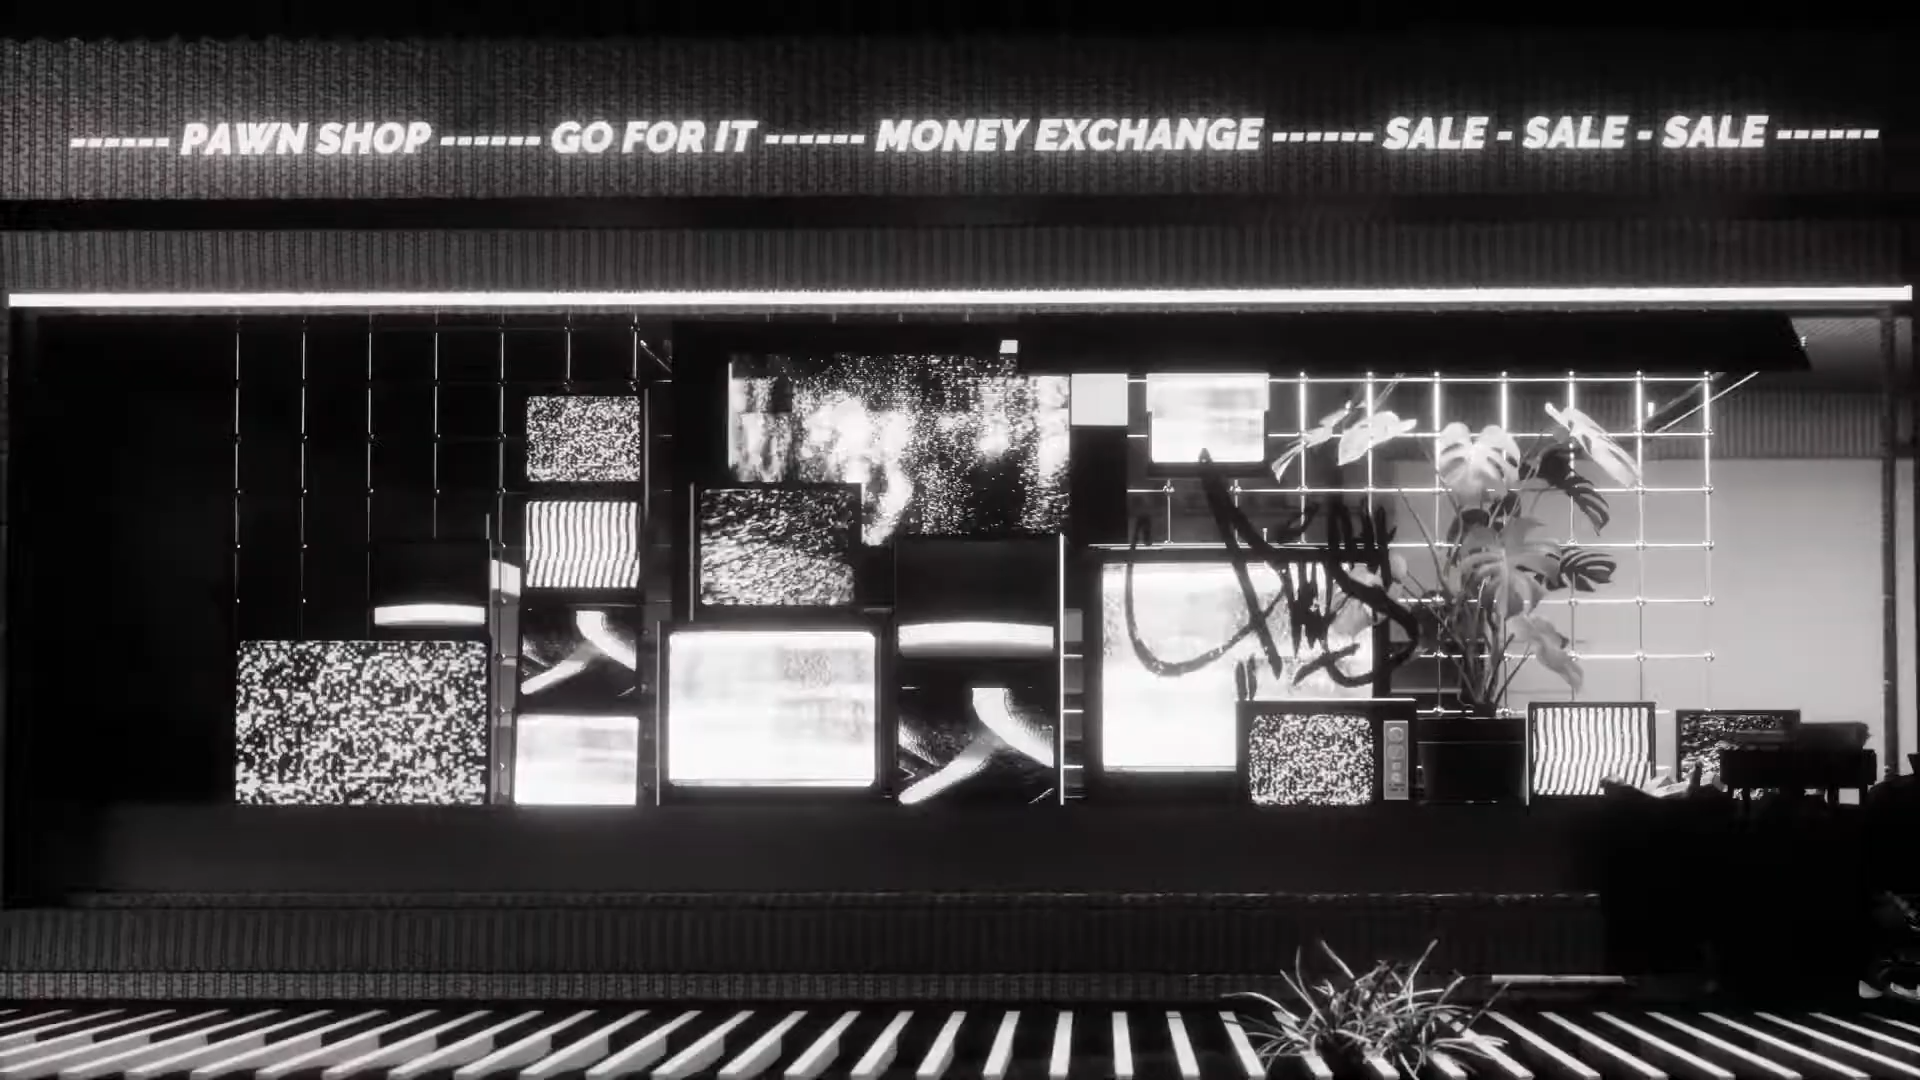 ------ PAWN SHOP ------ GO FOR IT ------ MONEY EXCHANGE ------ SALE - SALE - SALE ------